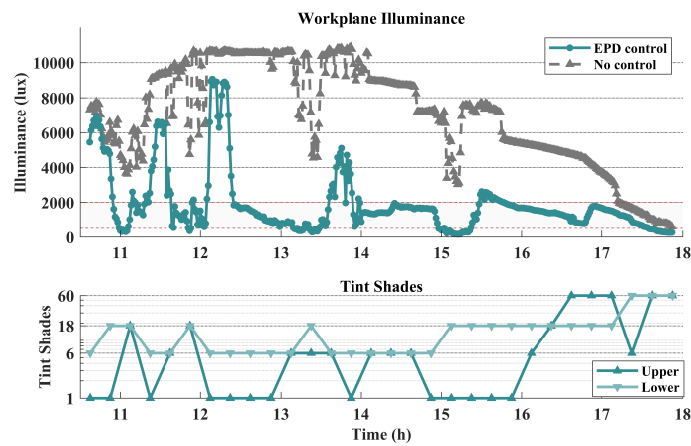 Workplane Illuminance
Illuminance (lux)
10000
8000
6000
4000
2000
0
EPD control
No control
11 12 13 14 15 16 17 18
Tint Shades
Tint Shades
60
18
6
1
Upper
Lower
11 12 13 14 15 16 17 18
Time (h)